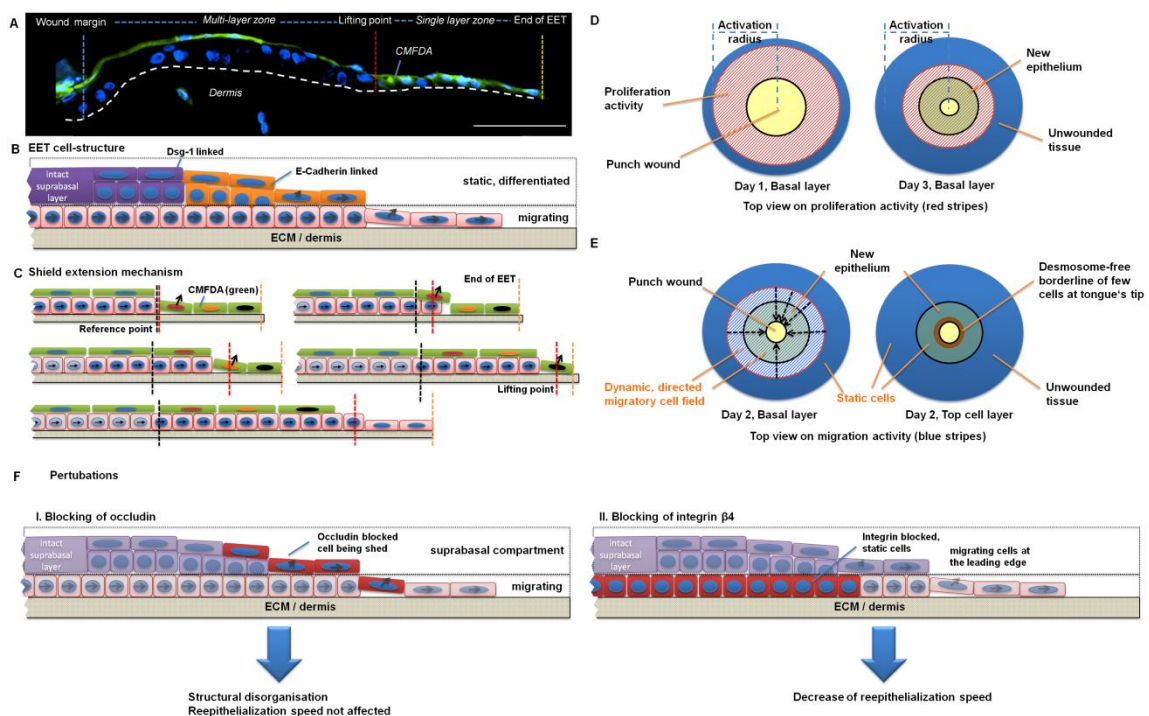 A
Wound margin
Multi-layer zone
Lifting point
Single layer zone
End of EET
CMFDA
Dermis
B
EET cell-structure
Dsg-1 linked
E-Cadherin linked
intact
suprabasal
layer
static, differentiated
migrating
ECM / dermis
C
Shield extension mechanism
CMFDA (green)
End of EET
Reference point
Lifting point
D
Activation
radius
Activation
radius
New
epithelium
Proliferation
activity
Punch wound
Unwounded
tissue
Day 1, Basal layer
Day 3, Basal layer
Top view on proliferation activity (red stripes)
E
Punch wound
New
epithelium
Desmosome-free
borderline of few
cells at tongue's tip
Dynamic, directed
migratory cell field
Static cells
Unwounded
tissue
Day 2, Basal layer
Day 2, Top cell layer
Top view on migration activity (blue stripes)
F
Pertubations
I. Blocking of occludin
Occludin blocked
cell being shed
intact
suprabasal
layer
suprabasal compartment
migrating
ECM / dermis
Structural disorganisation
Reepithelialization speed not affected
II. Blocking of integrin β4
Integrin blocked,
static cells
migrating cells at
the leading edge
intact
suprabasal
layer
ECM / dermis
Decrease of reepithelialization speed